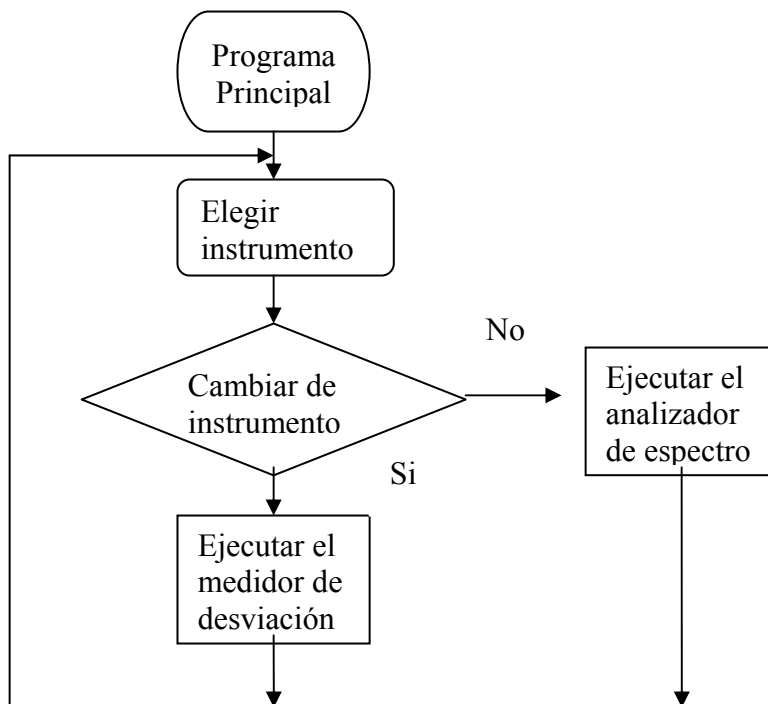 Programa
Principal
Elegir
instrumento
Cambiar de
instrumento
No
Ejecutar el
analizador
de espectro
Si
Ejecutar el
medidor de
desviación